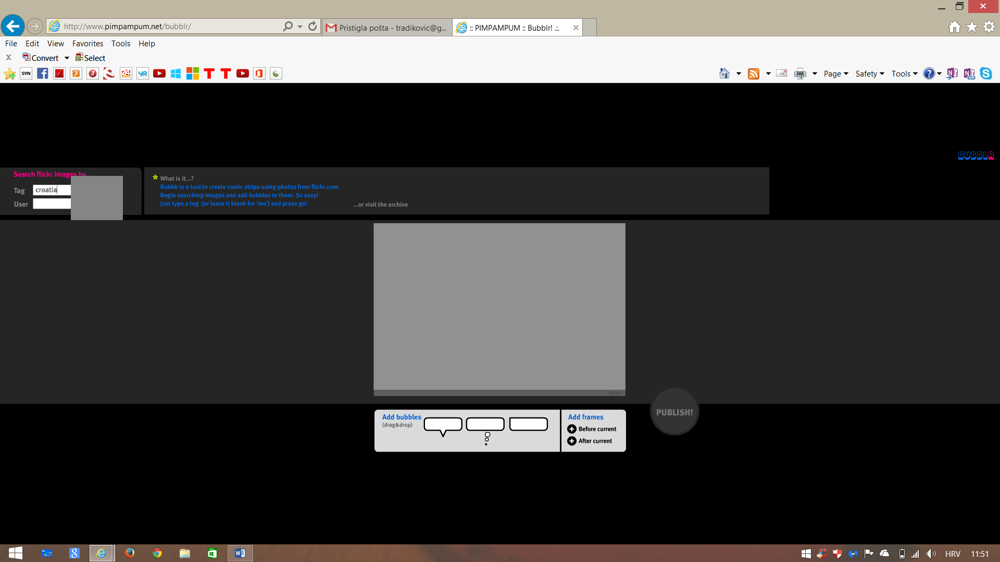 http://www.pimpampum.net/bubblr/
Pristigla pošta - tradikovic@g...
:: PIMPAMPUM :: Bubblr! .:.
File Edit View Favorites Tools Help
Convert Select
SYN
Page Safety Tools
BUBBLR
Search flickr images by...
Tag croatia
User
* What is it...?
Bubblr is a tool to create comic strips using photos from flickr.com.
Begin searching images and add bubbles to them. So easy!
Just type a tag (or leave it blank for 'me') and press go!
...or visit the archive
delete
PUBLISH!
Add bubbles
(drag&drop)
Add frames
Before current
After current
HRV 11:51